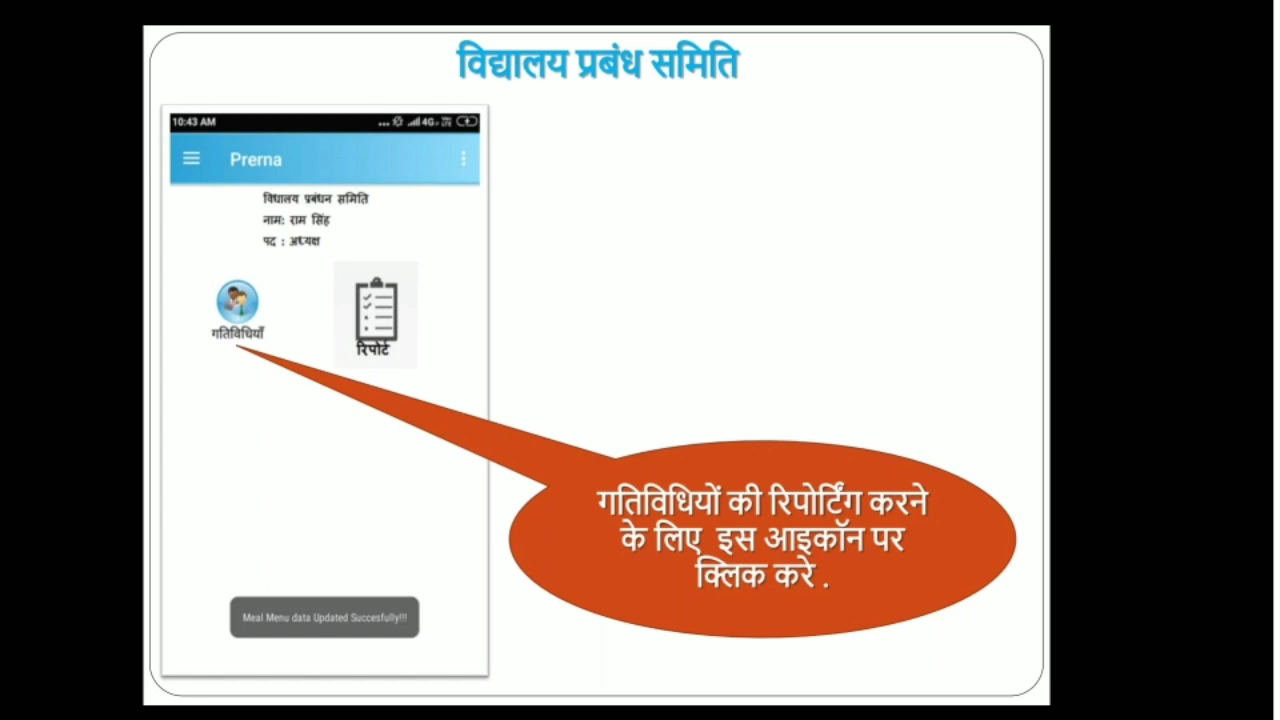 विद्यालय प्रबंध समिति
10:43 AM
4G
Prerna
विधालय प्रबंधन समिति
नाम: राम सिंह
पद : अध्यक्ष
गतिविधियाँ
रिपोर्ट
गतिविधियों की रिपोर्टिंग करने
के लिए इस आइकॉन पर
क्लिक करे .
Meal Menu data Updated Succesfully!!!